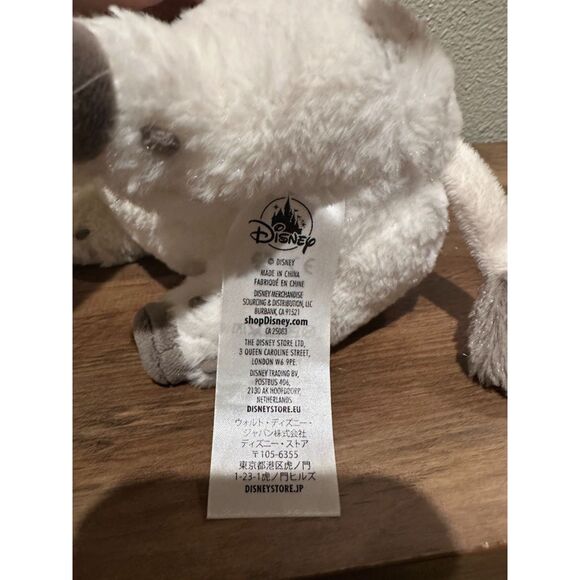 DISNEY
© DISNEY
MADE IN CHINA
FABRIQUÉ EN CHINE
DISNEY MERCHANDISE
SOURCING & DISTRIBUTION, LLC
BURBANK, CA 91521
shopDisney.com
CA 25083
THE DISNEY STORE LTD,
3 QUEEN CAROLINE STREET,
LONDON W6 9PE.
DISNEY TRADING BV,
POSTBUS 406,
2130 AK HOOFDDORP,
NETHERLANDS
DISNEYSTORE.EU
ウォルト・ディズニー・
ジャパン株式会社
ディズニー・ストア
〒105-6355
東京都港区虎ノ門
1-23-1虎ノ門ヒルズ
DISNEYSTORE.JP